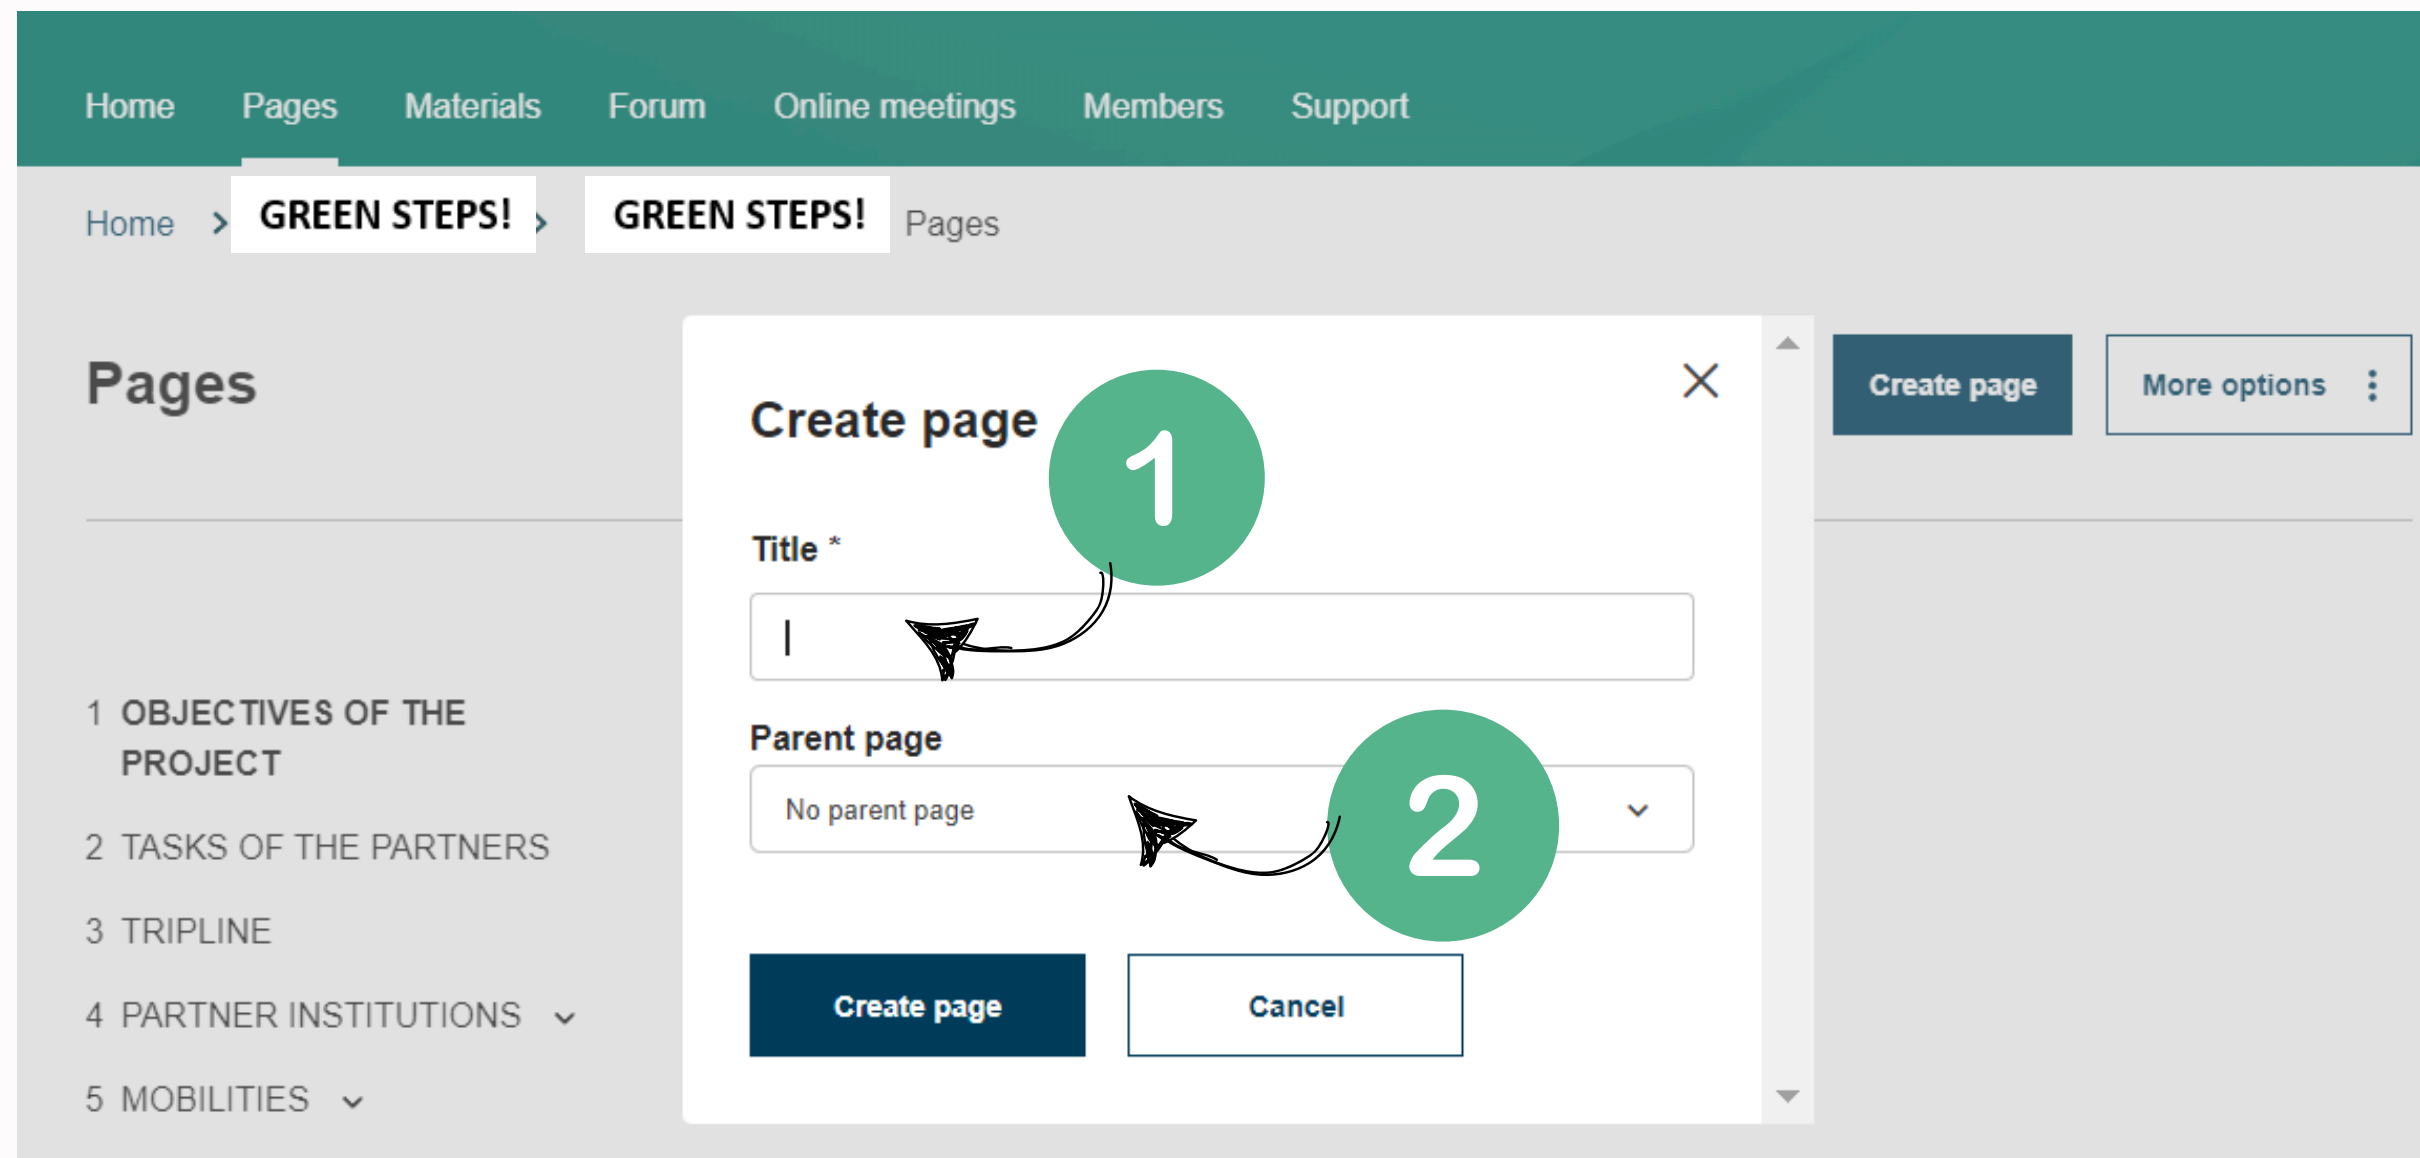 Home Pages Materials Forum Online meetings Members Support
Home > GREEN STEPS! > GREEN STEPS! Pages
Pages
Create page
More options
Create page
1
Title *
Parent page
No parent page
2
Create page
Cancel
1 OBJECTIVES OF THE
PROJECT
2 TASKS OF THE PARTNERS
3 TRIPLINE
4 PARTNER INSTITUTIONS
5 MOBILITIES